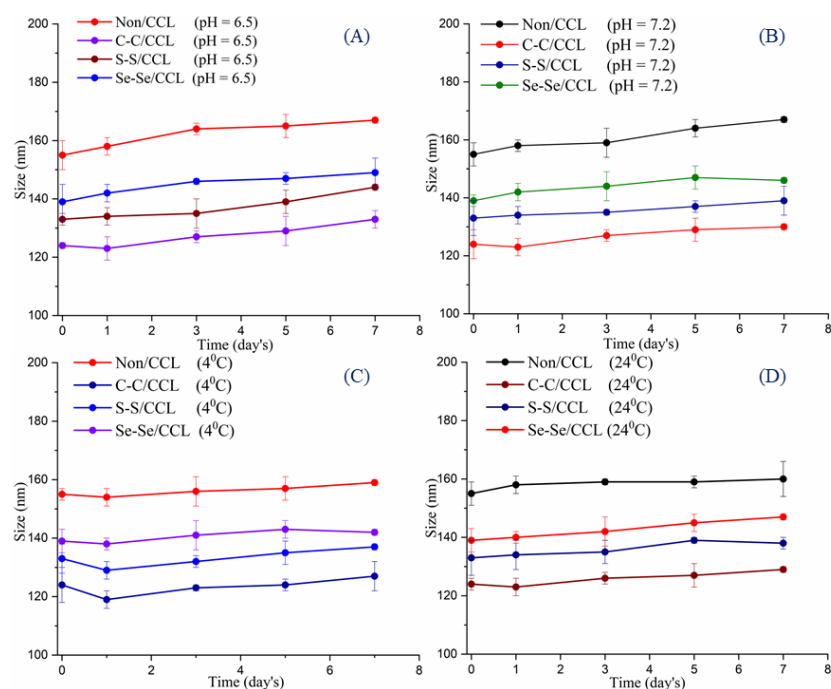 200
180
160
140
120
100
Size (nm)
Non/CCL (pH = 6.5)
C-C/CCL (pH = 6.5)
S-S/CCL (pH = 6.5)
Se-Se/CCL (pH = 6.5)
(A)
0 1 2 3 4 5 6 7 8
Time (day's)
200
180
160
140
120
100
Size (nm)
Non/CCL (pH = 7.2)
C-C/CCL (pH = 7.2)
S-S/CCL (pH = 7.2)
Se-Se/CCL (pH = 7.2)
(B)
0 1 2 3 4 5 6 7 8
Time (day's)
200
180
160
140
120
100
Size (nm)
Non/CCL (4⁰C)
C-C/CCL (4⁰C)
S-S/CCL (4⁰C)
Se-Se/CCL (4⁰C)
(C)
0 1 2 3 4 5 6 7 8
Time (day's)
200
180
160
140
120
100
Size (nm)
Non/CCL (24⁰C)
C-C/CCL (24⁰C)
S-S/CCL (24⁰C)
Se-Se/CCL (24⁰C)
(D)
0 1 2 3 4 5 6 7 8
Time (day's)